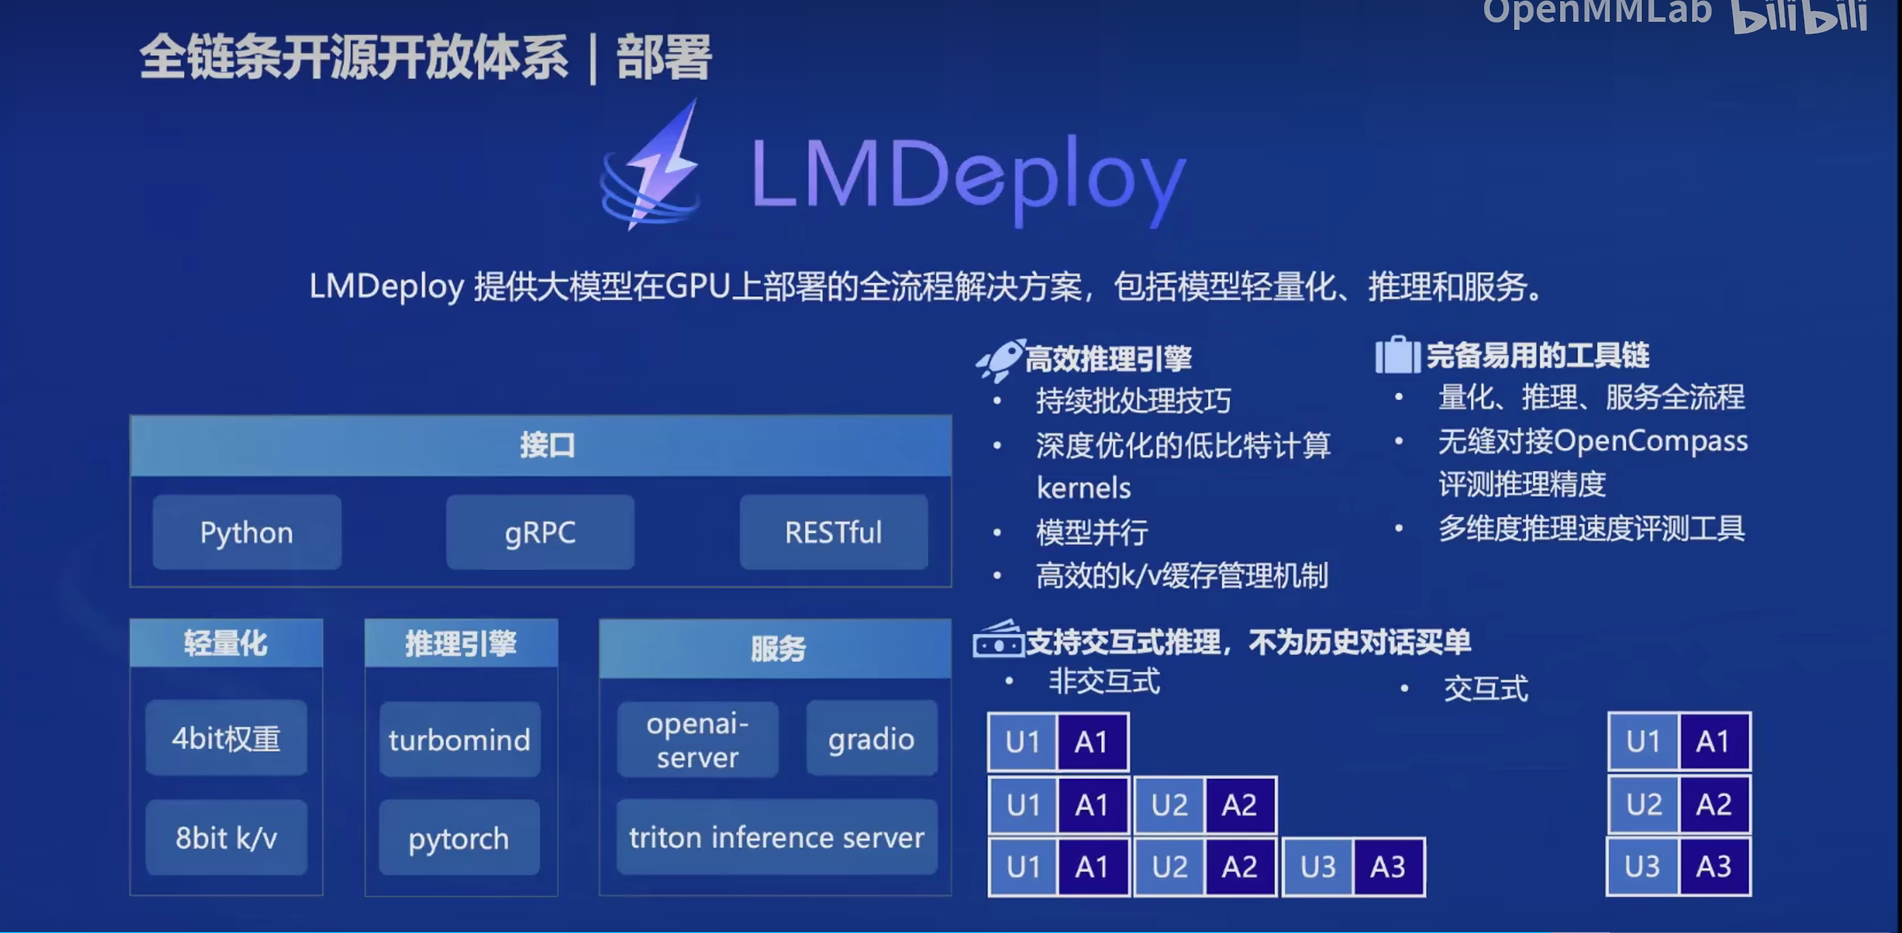 OpenMMLab bilibili
全链条开源开放体系 | 部署
LMDeploy
LMDeploy 提供大模型在GPU上部署的全流程解决方案，包括模型轻量化、推理和服务。
接口
Python gRPC RESTful
轻量化
4bit权重
8bit k/v
推理引擎
turbomind
pytorch
服务
openai-
server
gradio
triton inference server
高效推理引擎
• 持续批处理技巧
• 深度优化的低比特计算
kernels
• 模型并行
• 高效的k/v缓存管理机制
完备易用的工具链
• 量化、推理、服务全流程
• 无缝对接OpenCompass
评测推理精度
• 多维度推理速度评测工具
支持交互式推理，不为历史对话买单
• 非交互式
U1 A1
U1 A1 U2 A2
U1 A1 U2 A2 U3 A3
• 交互式
U1 A1
U2 A2
U3 A3